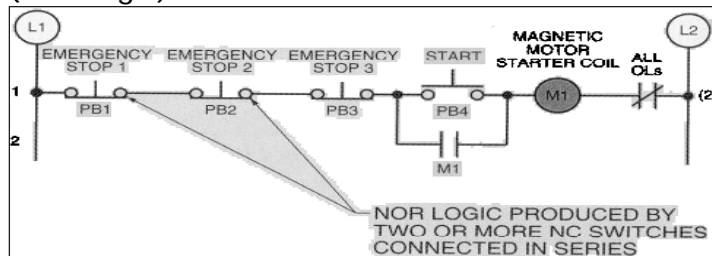 L1
L2
EMERGENCY
STOP 1
EMERGENCY
STOP 2
EMERGENCY
STOP 3
START
MAGNETIC
MOTOR
STARTER COIL
ALL
OLs
1
PB1
PB2
PB3
PB4
M1
(2
2
M1
NOR LOGIC PRODUCED BY
TWO OR MORE NC SWITCHES
CONNECTED IN SERIES